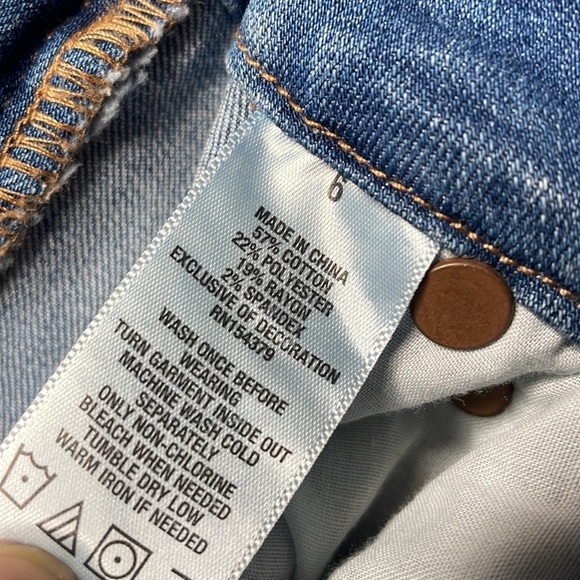 6
MADE IN CHINA
57% COTTON
22% POLYESTER
19% RAYON
2% SPANDEX
EXCLUSIVE OF DECORATION
RN154379
WASH ONCE BEFORE
WEARING
TURN GARMENT INSIDE OUT
MACHINE WASH COLD
SEPARATELY
ONLY NON-CHLORINE
BLEACH WHEN NEEDED
TUMBLE DRY LOW
WARM IRON IF NEEDED